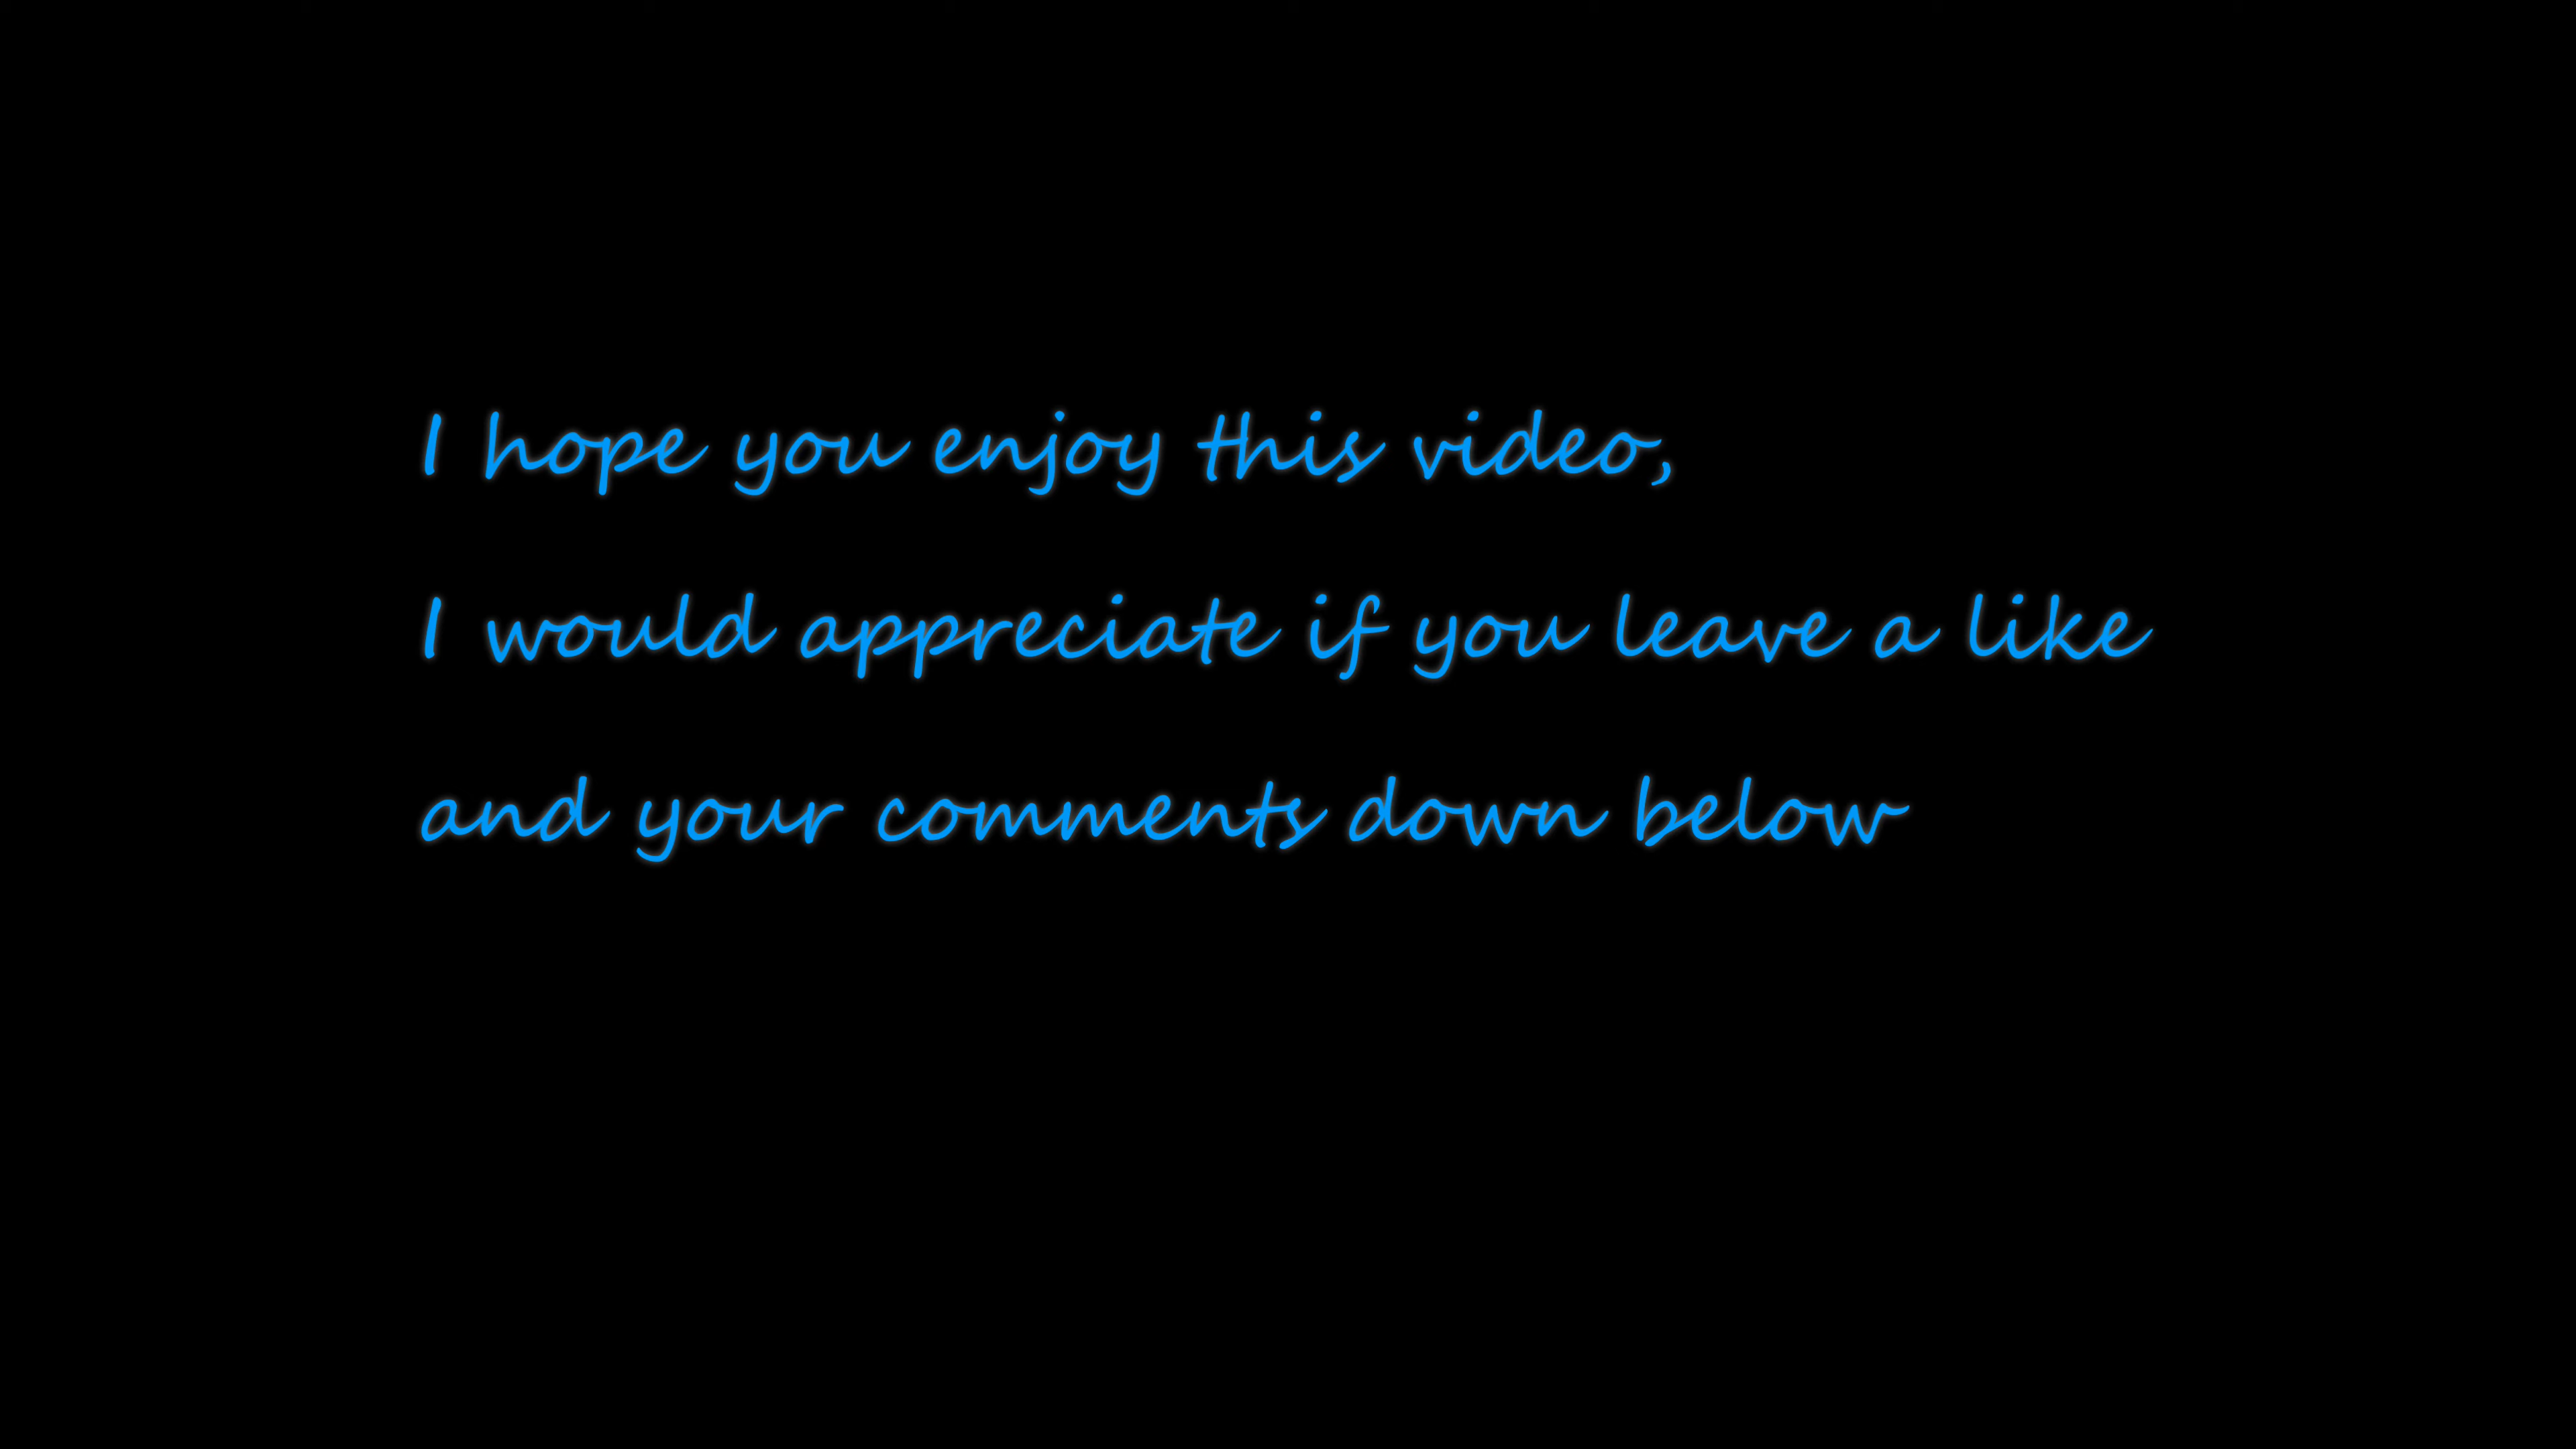 I hope you enjoy this video,
I would appreciate if you leave a like
and your comments down below